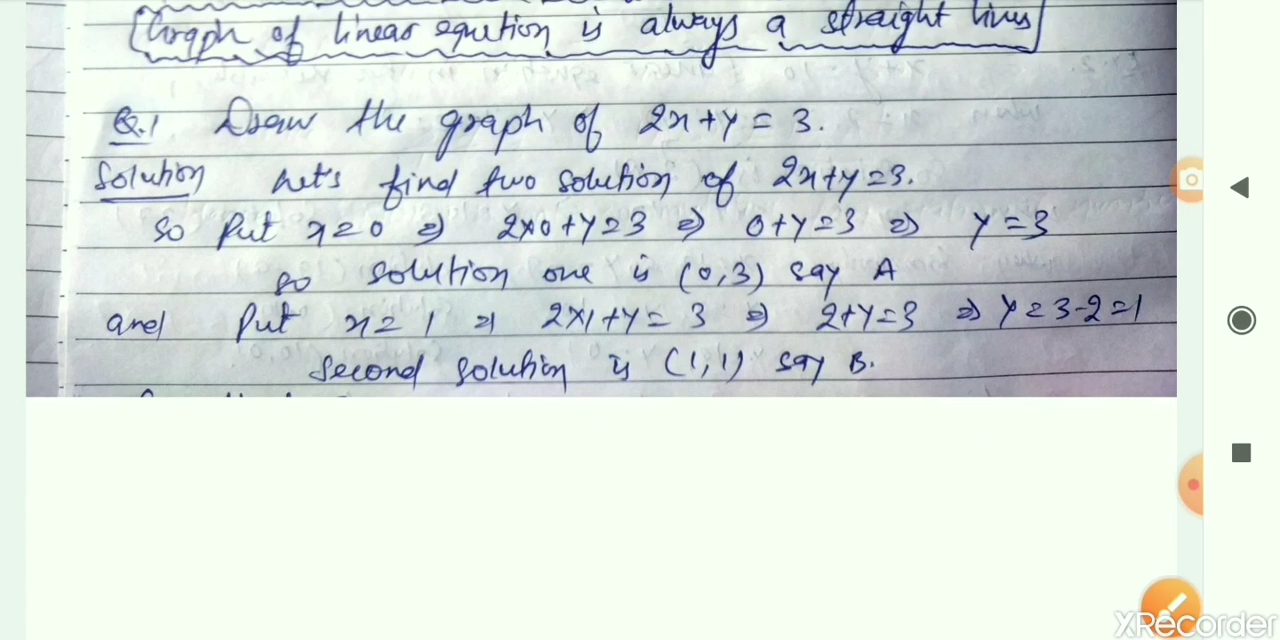 [Graph of linear equetion is always a straight lines]
Q.1 Draw the graph of 2x+y = 3.
Solution Let's find two solution of 2x+y=3.
so Put x=0 ⇒ 2×0+y=3 ⇒ 0+y=3 ⇒ y=3
so solution one is (0,3) say A
and Put x=1 ⇒ 2×1+y=3 ⇒ 2+y=3 ⇒ y=3-2=1
Second solution is (1,1) say B.
XRecorder